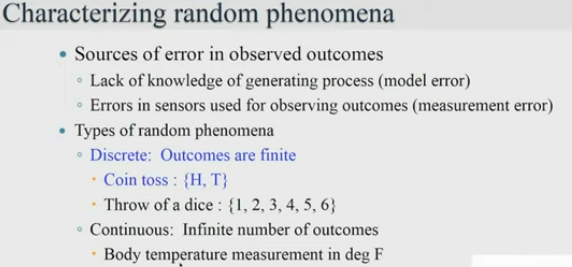 Characterizing random phenomena
• Sources of error in observed outcomes
◦ Lack of knowledge of generating process (model error)
◦ Errors in sensors used for observing outcomes (measurement error)
• Types of random phenomena
◦ Discrete: Outcomes are finite
• Coin toss : {H, T}
• Throw of a dice : {1, 2, 3, 4, 5, 6}
◦ Continuous: Infinite number of outcomes
• Body temperature measurement in deg F